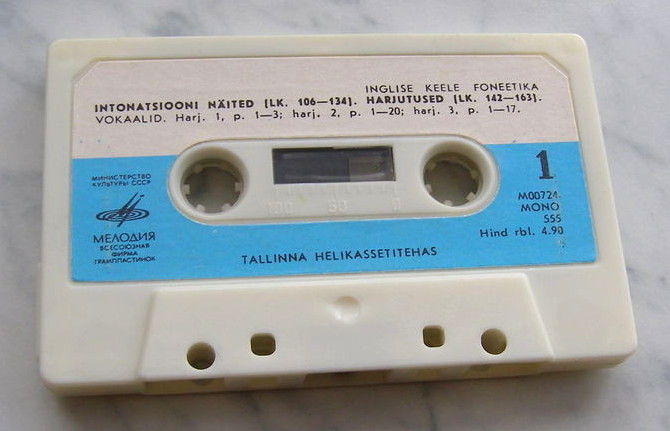 INGLISE KEELE FONEETIKA
INTONATSIOONI NÄITED (LK. 106—134). HARJUTUSED (LK. 142—163).
VOKAALID. Harj. 1, p. 1—3; harj. 2, p. 1—20; harj. 3, p. 1—17.
МИНИСТЕРСТВО
КУЛЬТУРЫ СССР
МЕЛОДИЯ
ВСЕСОЮЗНАЯ
ФИРМА
ГРАМПЛАСТИНОК
100 50 0
1
M00724
MONO
555
Hind rbl. 4.90
TALLINNA HELIKASSETITEHAS